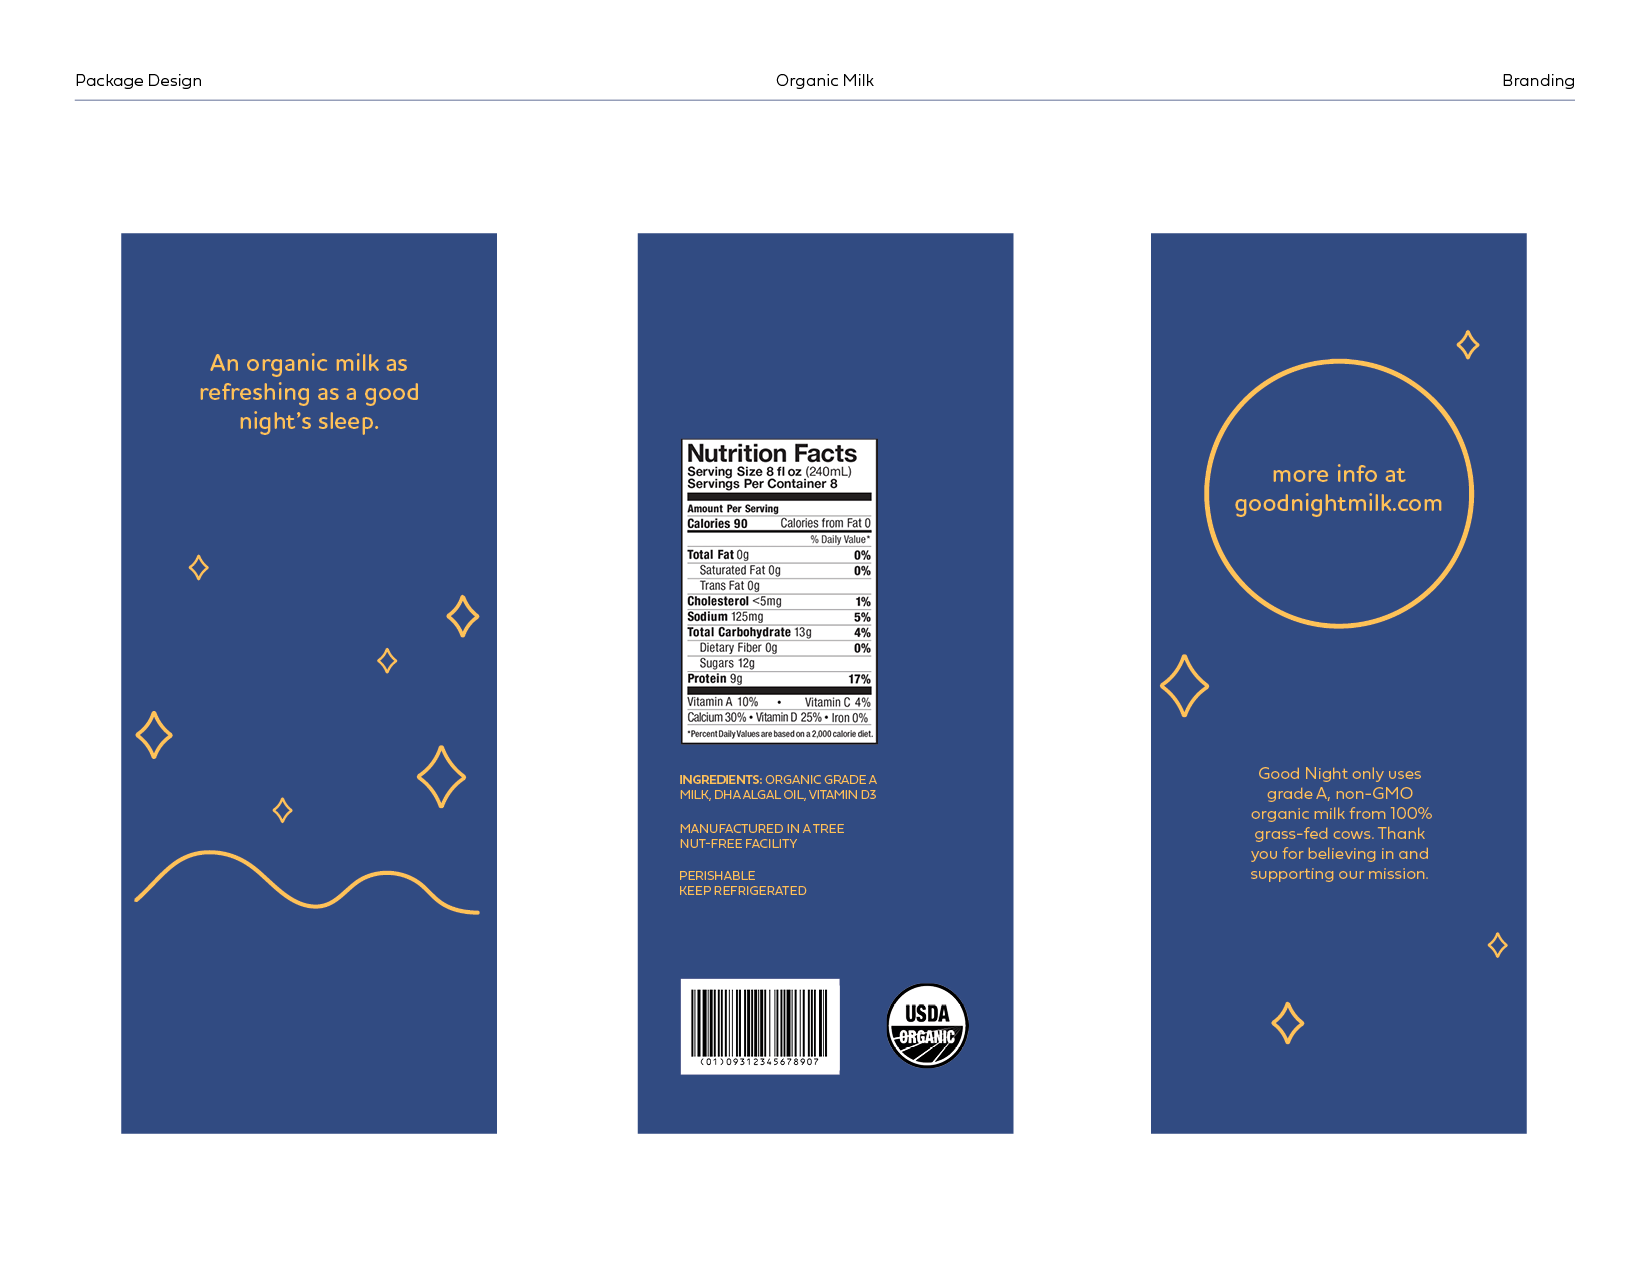 Package Design
Organic Milk
Branding
An organic milk as
refreshing as a good
night's sleep.
Nutrition Facts
Serving Size 8 fl oz (240mL)
Servings Per Container 8
Amount Per Serving
Calories 90 Calories from Fat 0
% Daily Value*
Total Fat 0g 0%
Saturated Fat 0g 0%
Trans Fat 0g
Cholesterol <5mg 1%
Sodium 125mg 5%
Total Carbohydrate 13g 4%
Dietary Fiber 0g 0%
Sugars 12g
Protein 9g 17%
Vitamin A 10% • Vitamin C 4%
Calcium 30% • Vitamin D 25% • Iron 0%
*Percent Daily Values are based on a 2,000 calorie diet.
INGREDIENTS: ORGANIC GRADE A
MILK, DHA ALGAL OIL, VITAMIN D3
MANUFACTURED IN A TREE
NUT-FREE FACILITY
PERISHABLE
KEEP REFRIGERATED
(01)09312345678907
USDA
ORGANIC
more info at
goodnightmilk.com
Good Night only uses
grade A, non-GMO
organic milk from 100%
grass-fed cows. Thank
you for believing in and
supporting our mission.